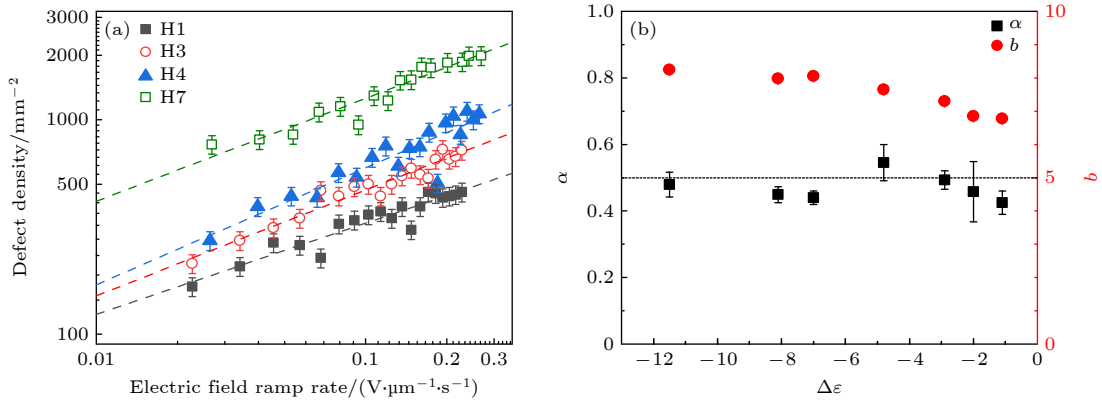 (a)
H1
H3
H4
H7
3000
2000
1000
500
100
Defect density/mm⁻²
0.01
0.1
0.2
0.3
Electric field ramp rate/(V·μm⁻¹·s⁻¹)
(b)
α
b
1.0
0.8
0.6
0.4
0.2
0
α
10
5
0
b
−12
−10
−8
−6
−4
−2
0
Δε